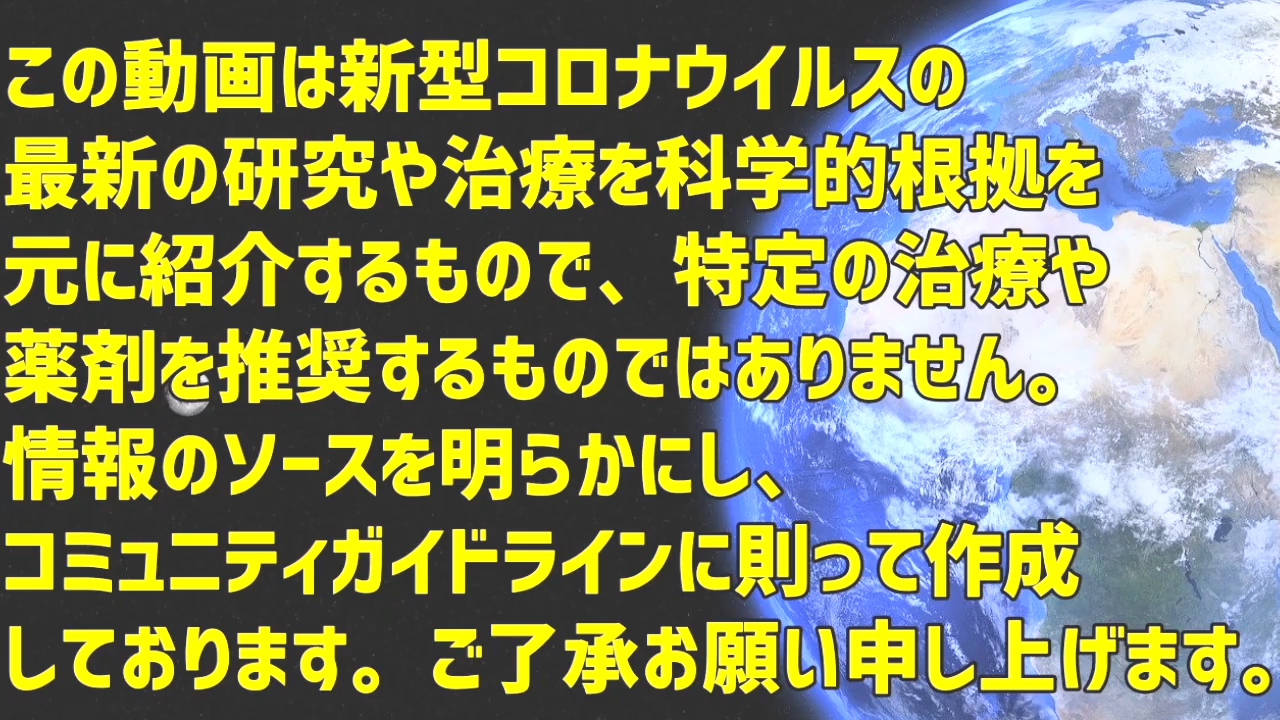 この動画は新型コロナウイルスの
最新の研究や治療を科学的根拠を
元に紹介するもので、特定の治療や
薬剤を推奨するものではありません。
情報のソースを明らかにし、
コミュニティガイドラインに則って作成
しております。ご了承お願い申し上げます。